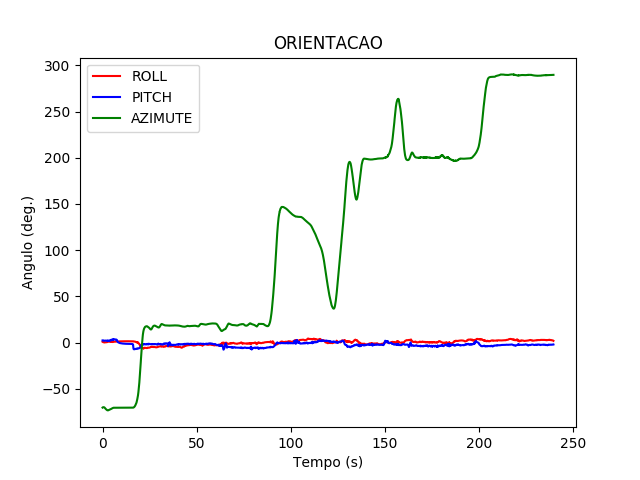 ORIENTACAO
ROLL
PITCH
AZIMUTE
Angulo (deg.)
300
250
200
150
100
50
0
−50
0 50 100 150 200 250
Tempo (s)